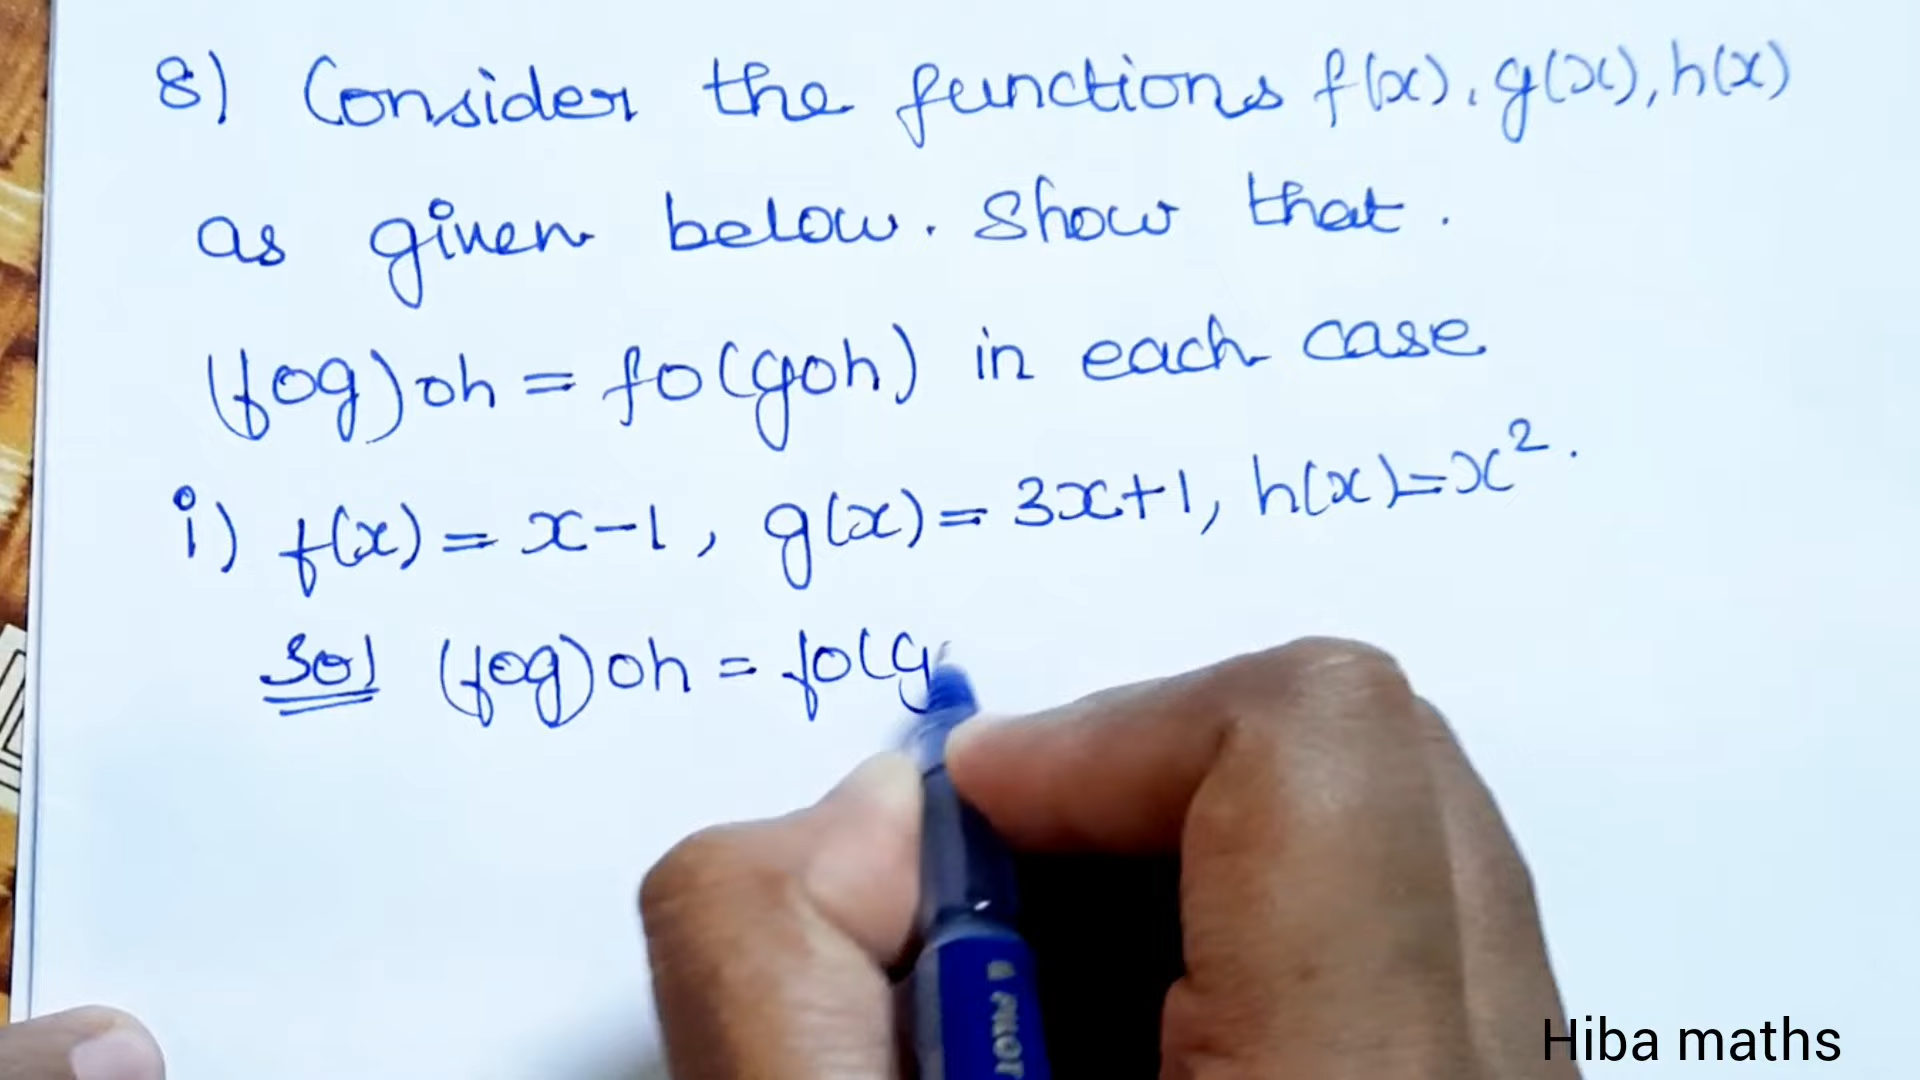 8) Consider the functions f(x), g(x), h(x)
as given below. Show that.
(fog)oh = fo(goh) in each case
i) f(x) = x-1, g(x) = 3x+1, h(x)=x².
Sol (fog)oh = fo(g
PILOT
Hiba maths